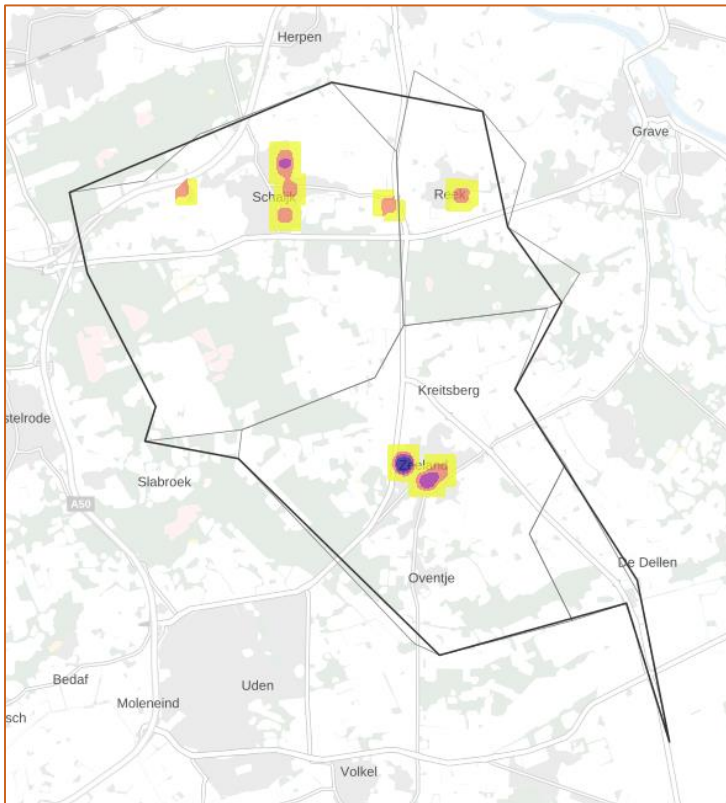 Herpen
Grave
Schaijk
Reek
Kreitsberg
stelrode
Zeeland
Slabroek
A50
De Dellen
Oventje
Bedaf
Uden
Moleneind
sch
Volkel